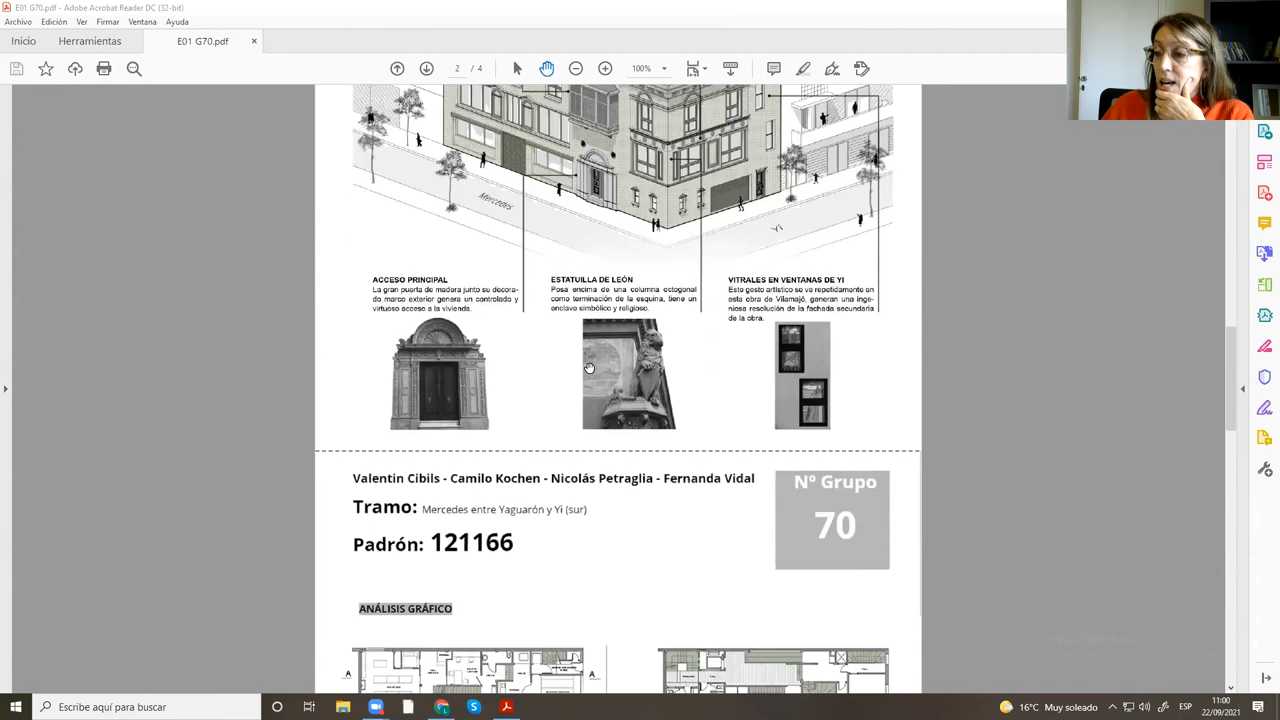 E01 G70.pdf - Adobe Acrobat Reader DC (32-bit)
Archivo Edición Ver Firmar Ventana Ayuda
Inicio Herramientas E01 G70.pdf ×
2 / 4 100%
Mercedes
Yi
ACCESO PRINCIPAL
La gran puerta de madera junto su decora-
do marco exterior genera un controlado y
virtuoso acceso a la vivienda.
ESTATUILLA DE LEÓN
Posa encima de una columna octogonal
como terminación de la esquina, tiene un
enclave simbólico y religioso.
VITRALES EN VENTANAS DE YI
Este gesto artístico se ve repetidamente en
esta obra de Vilamajó, generan una inge-
niosa resolución de la fachada secundaria
de la obra.
Valentin Cibils - Camilo Kochen - Nicolás Petraglia - Fernanda Vidal
Tramo: Mercedes entre Yaguarón y Yi (sur)
Padrón: 121166
Nº Grupo
70
ANÁLISIS GRÁFICO
A A
Escribe aquí para buscar
16°C Muy soleado ESP 11:00
22/09/2021